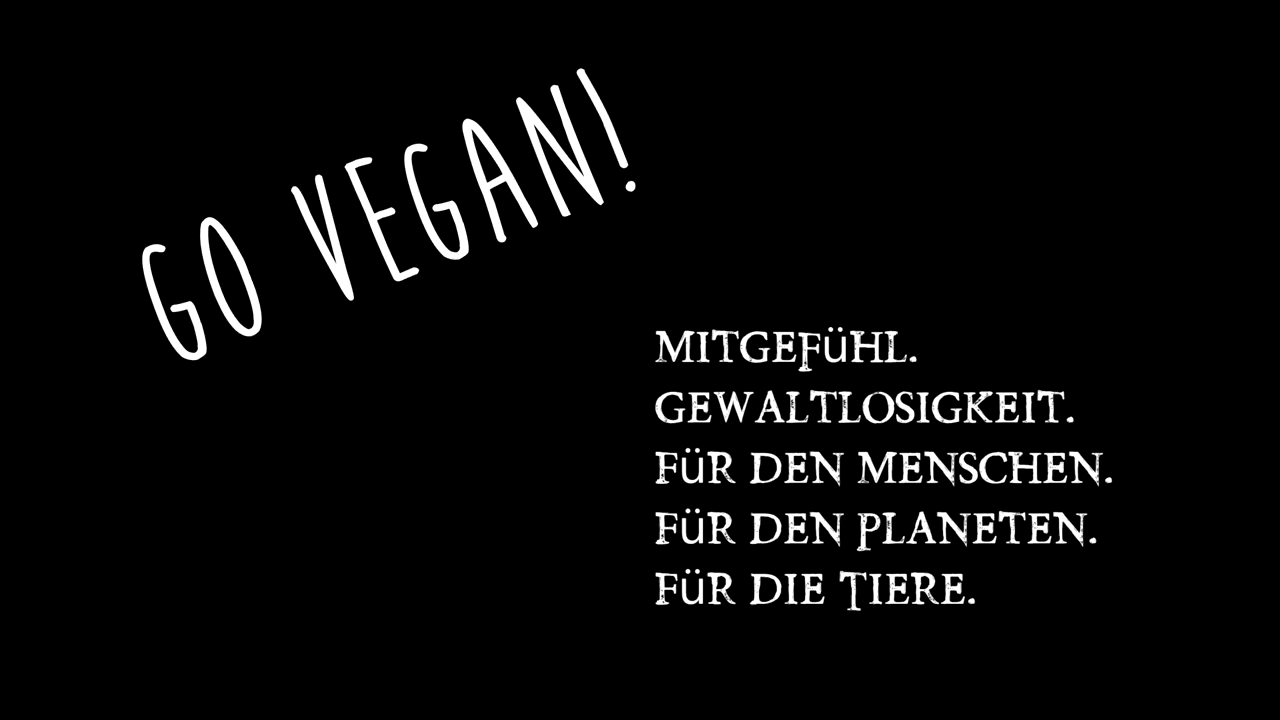 GO VEGAN!
MITGEFÜHL.
GEWALTLOSIGKEIT.
FÜR DEN MENSCHEN.
FÜR DEN PLANETEN.
FÜR DIE TIERE.